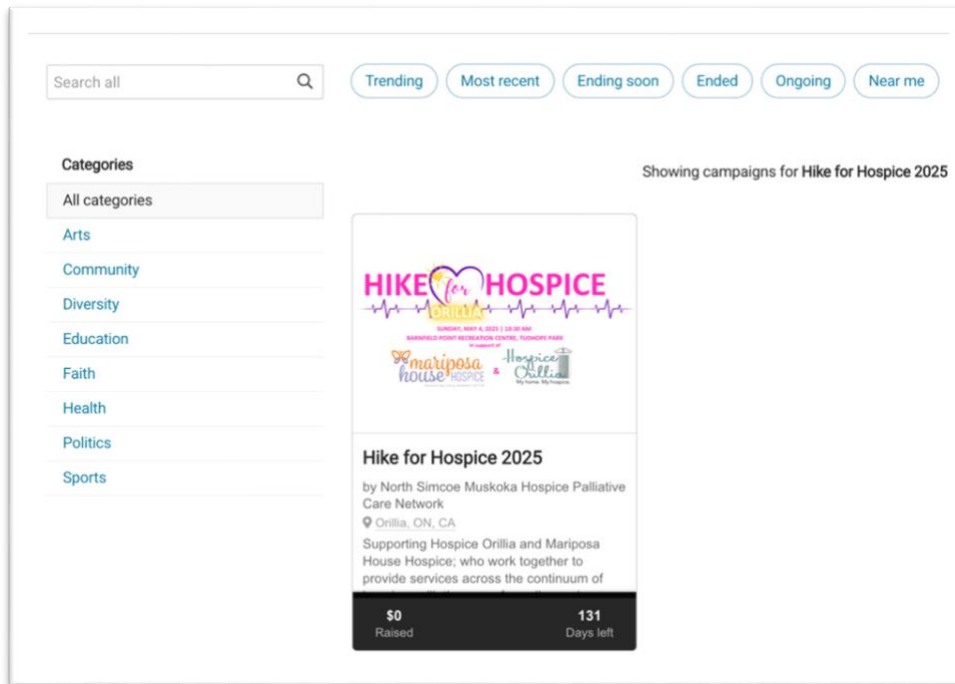 Search all
Trending
Most recent
Ending soon
Ended
Ongoing
Near me
Categories
All categories
Arts
Community
Diversity
Education
Faith
Health
Politics
Sports
Showing campaigns for Hike for Hospice 2025
HIKE for HOSPICE
ORILLIA
SUNDAY, MAY 4, 2025 | 10:30 AM
BARNFIELD POINT RECREATION CENTRE, TUDHOPE PARK
in support of
mariposa
house HOSPICE
&
Hospice
Orillia
My home. My hospice.
Hike for Hospice 2025
by North Simcoe Muskoka Hospice Palliative
Care Network
Orillia, ON, CA
Supporting Hospice Orillia and Mariposa
House Hospice; who work together to
provide services across the continuum of
$0
Raised
131
Days left